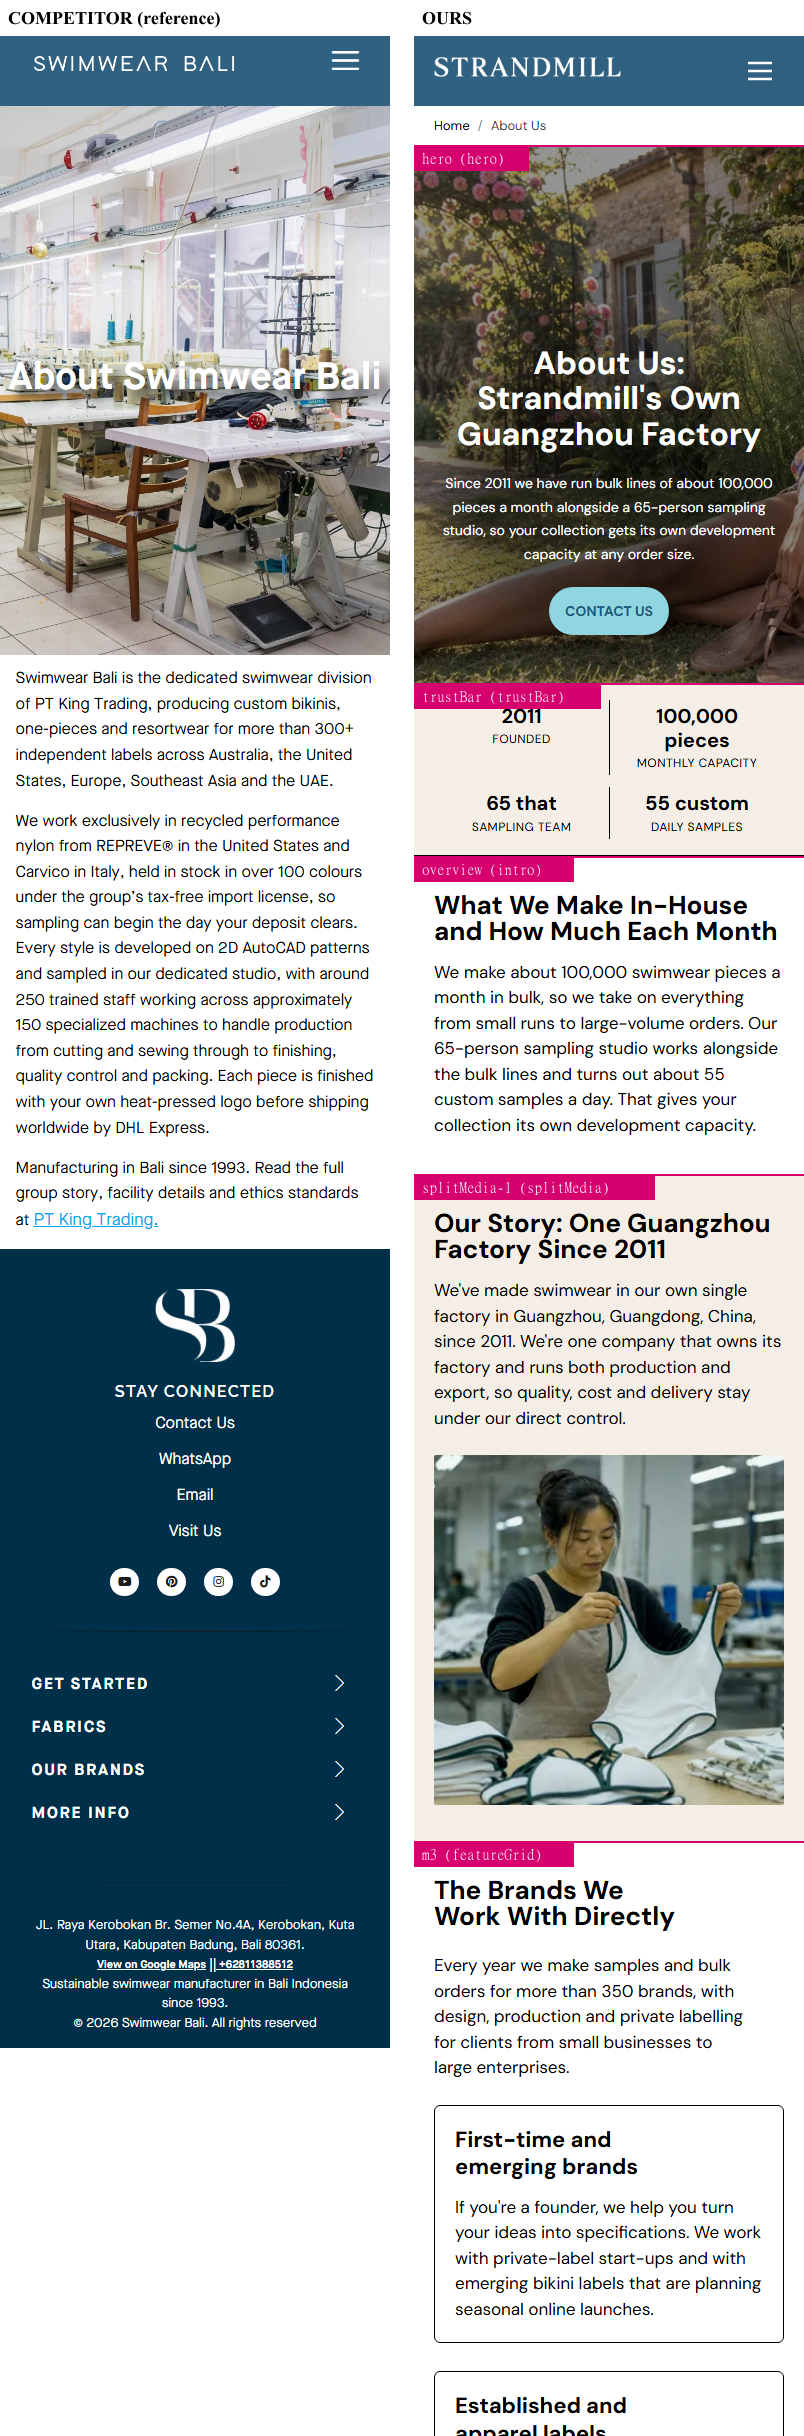 COMPETITOR (reference)
SWIMWEAR BALI
About Swimwear Bali
Swimwear Bali is the dedicated swimwear division
of PT King Trading, producing custom bikinis,
one-pieces and resortwear for more than 300+
independent labels across Australia, the United
States, Europe, Southeast Asia and the UAE.
We work exclusively in recycled performance
nylon from REPREVE® in the United States and
Carvico in Italy, held in stock in over 100 colours
under the group's tax-free import license, so
sampling can begin the day your deposit clears.
Every style is developed on 2D AutoCAD patterns
and sampled in our dedicated studio, with around
250 trained staff working across approximately
150 specialized machines to handle production
from cutting and sewing through to finishing,
quality control and packing. Each piece is finished
with your own heat-pressed logo before shipping
worldwide by DHL Express.
Manufacturing in Bali since 1993. Read the full
group story, facility details and ethics standards
at PT King Trading.
SB
STAY CONNECTED
Contact Us
WhatsApp
Email
Visit Us
GET STARTED
FABRICS
OUR BRANDS
MORE INFO
JL. Raya Kerobokan Br. Semer No.4A, Kerobokan, Kuta
Utara, Kabupaten Badung, Bali 80361.
View on Google Maps || +62811388512
Sustainable swimwear manufacturer in Bali Indonesia
since 1993.
© 2026 Swimwear Bali. All rights reserved
OURS
STRANDMILL
Home / About Us
hero (hero)
About Us:
Strandmill's Own
Guangzhou Factory
Since 2011 we have run bulk lines of about 100,000
pieces a month alongside a 65-person sampling
studio, so your collection gets its own development
capacity at any order size.
CONTACT US
trustBar (trustBar)
2011
FOUNDED
100,000
pieces
MONTHLY CAPACITY
65 that
SAMPLING TEAM
55 custom
DAILY SAMPLES
overview (intro)
What We Make In-House
and How Much Each Month
We make about 100,000 swimwear pieces a
month in bulk, so we take on everything
from small runs to large-volume orders. Our
65-person sampling studio works alongside
the bulk lines and turns out about 55
custom samples a day. That gives your
collection its own development capacity.
splitMedia-1 (splitMedia)
Our Story: One Guangzhou
Factory Since 2011
We've made swimwear in our own single
factory in Guangzhou, Guangdong, China,
since 2011. We're one company that owns its
factory and runs both production and
export, so quality, cost and delivery stay
under our direct control.
m3 (featureGrid)
The Brands We
Work With Directly
Every year we make samples and bulk
orders for more than 350 brands, with
design, production and private labelling
for clients from small businesses to
large enterprises.
First-time and
emerging brands
If you're a founder, we help you turn
your ideas into specifications. We work
with private-label start-ups and with
emerging bikini labels that are planning
seasonal online launches.
Established and
apparel labels